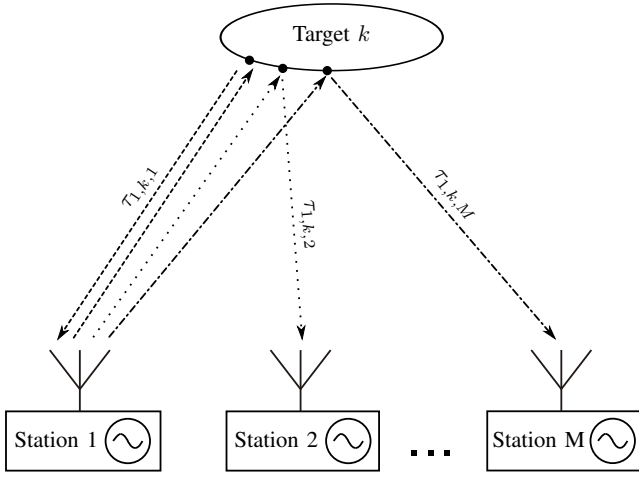 Target k
τ1,k,1
τ1,k,2
τ1,k,M
Station 1
Station 2
...
Station M